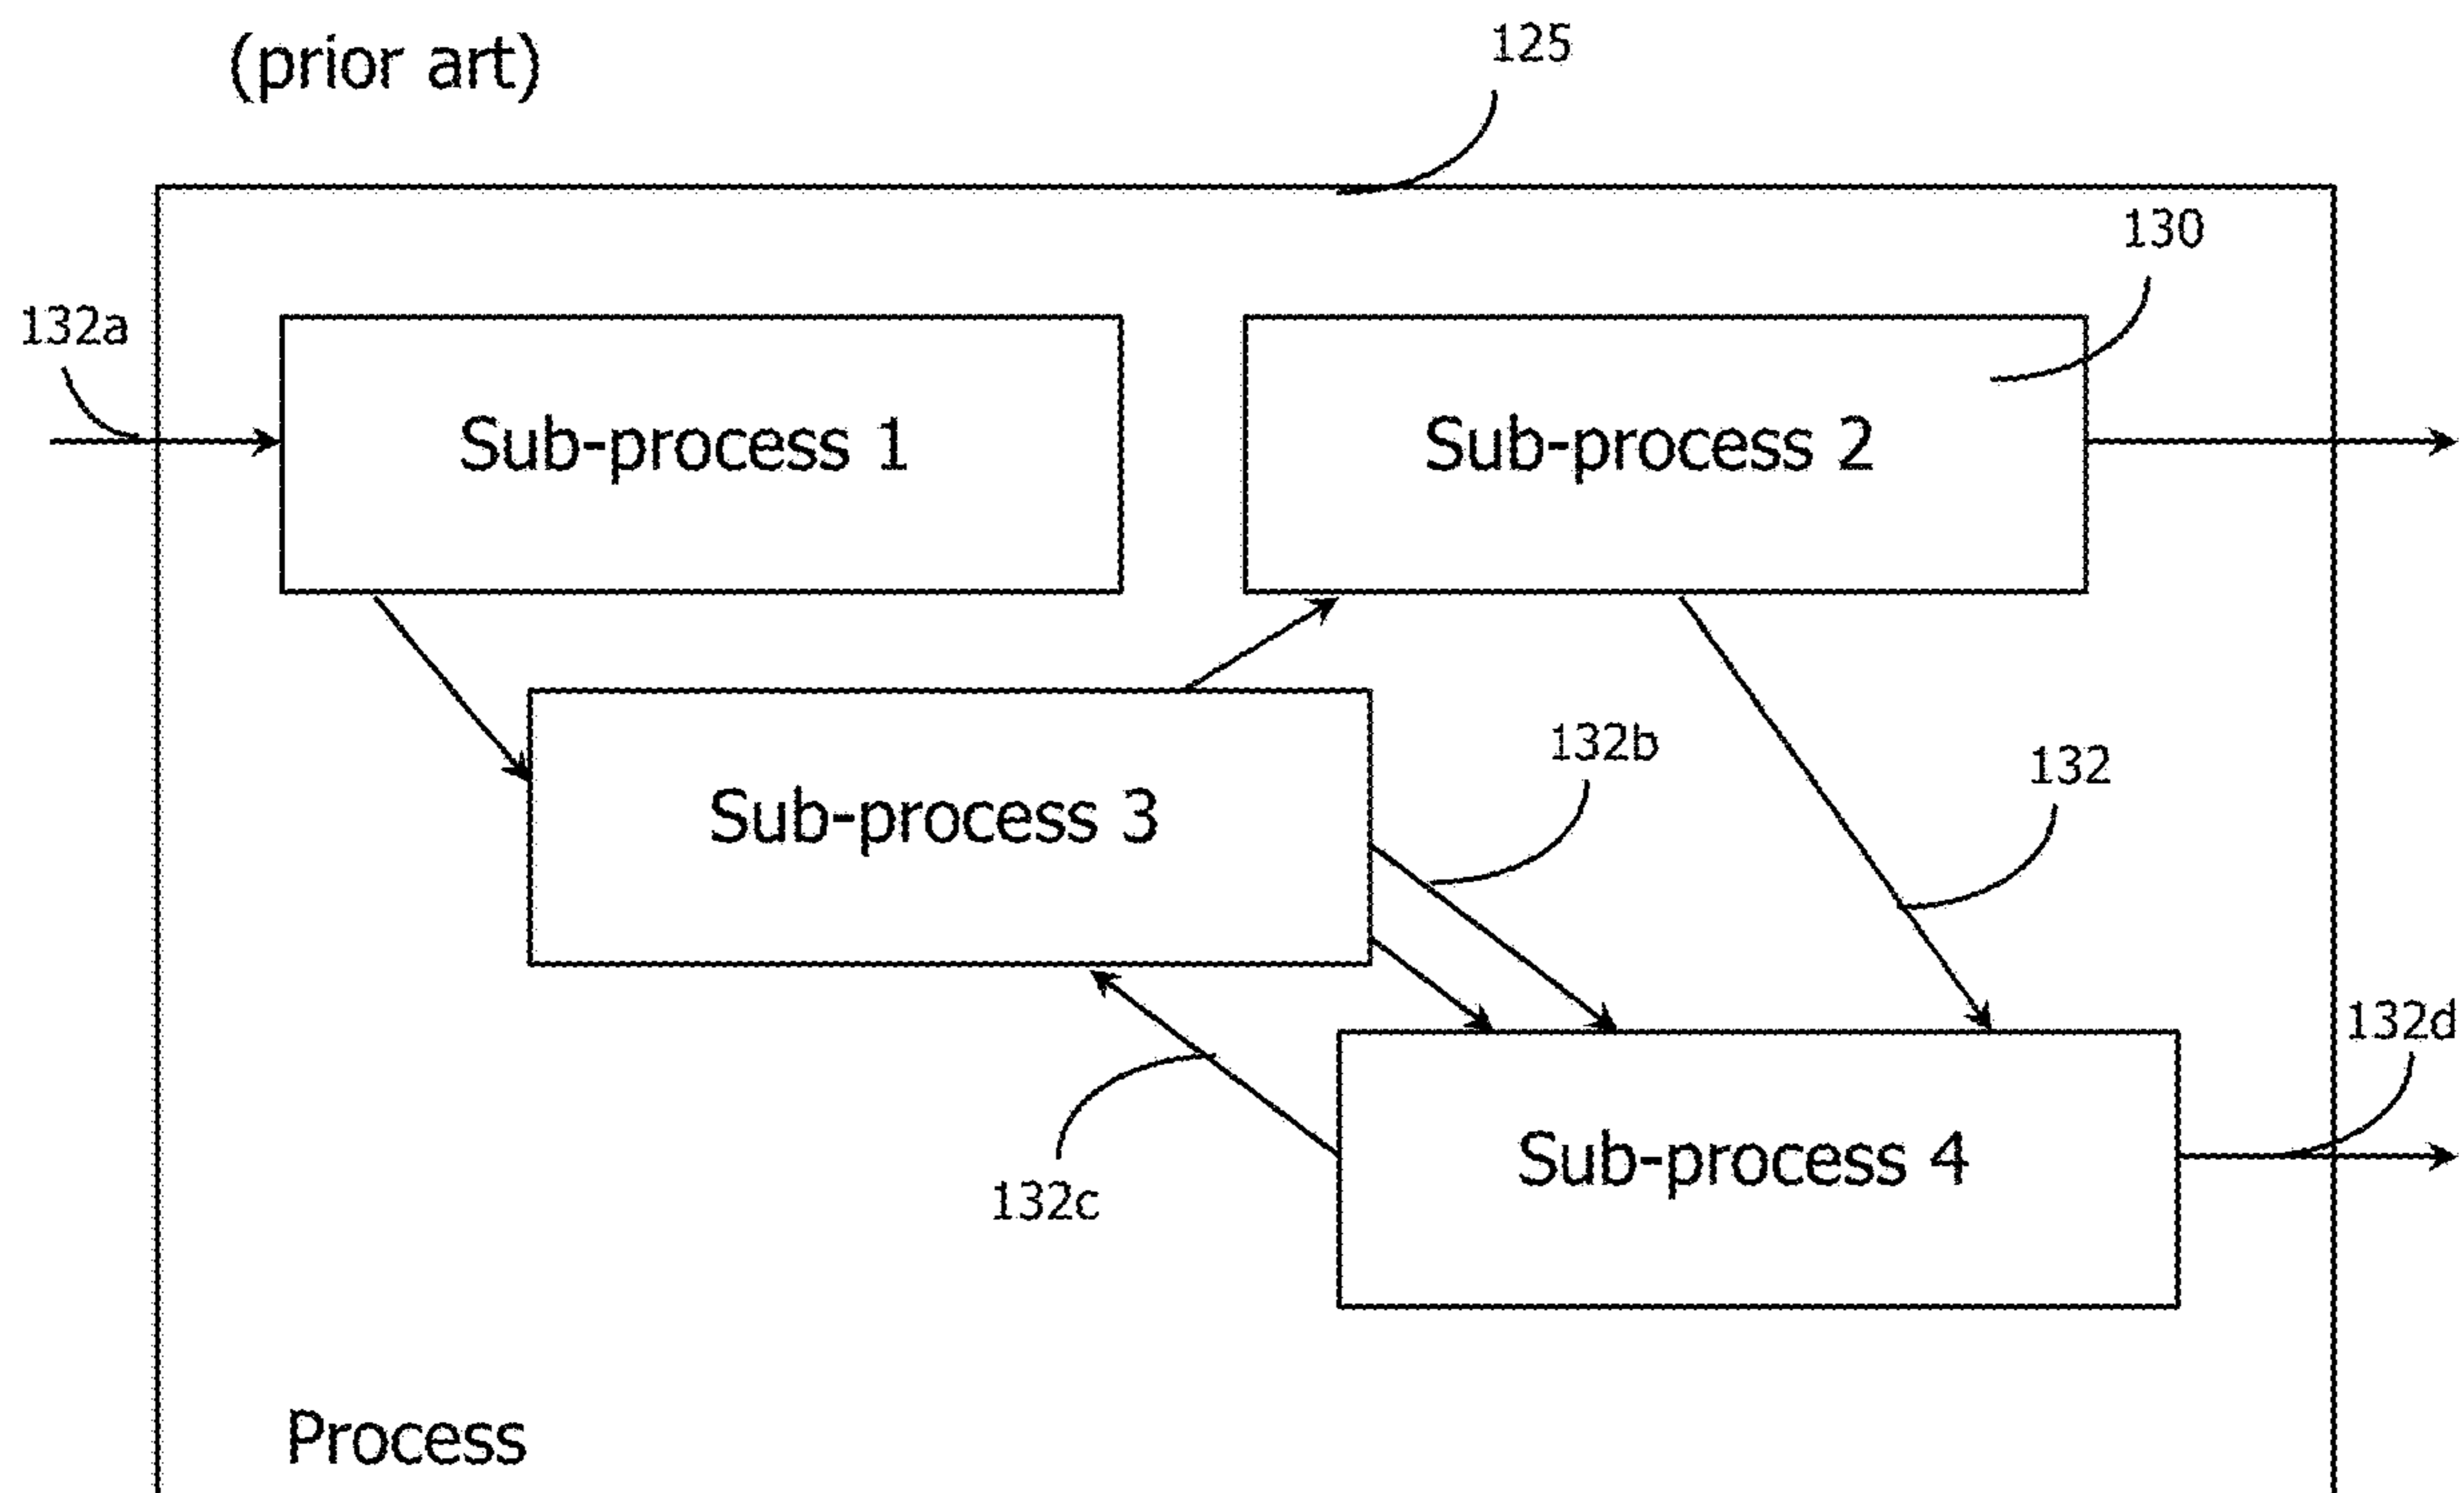 (prior art)
125
130
132a
Sub-process 1
Sub-process 2
132b
132
Sub-process 3
132d
132c
Sub-process 4
Process